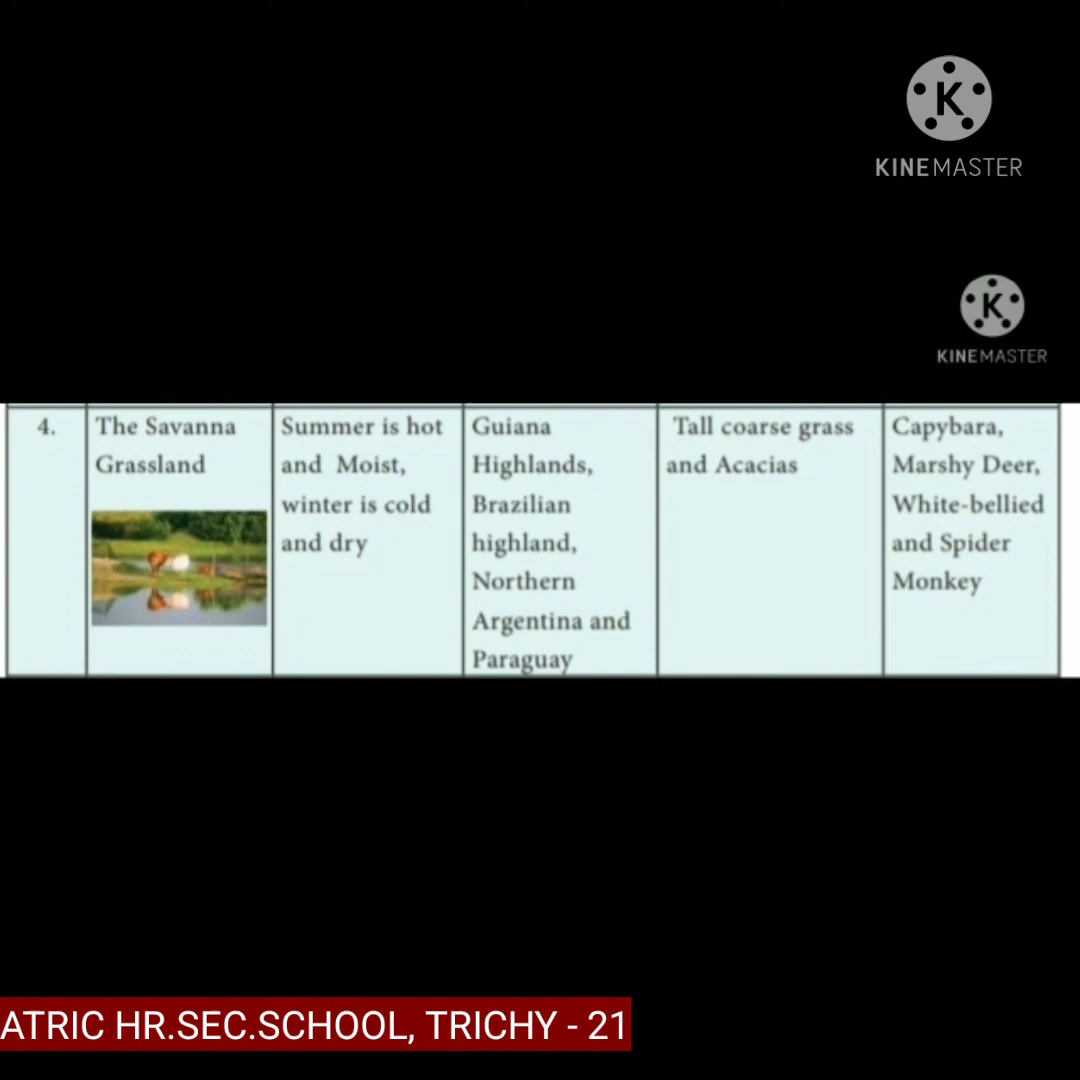 KINEMASTER
KINEMASTER
4.
The Savanna
Grassland
Summer is hot
and Moist,
winter is cold
and dry
Guiana
Highlands,
Brazilian
highland,
Northern
Argentina and
Paraguay
Tall coarse grass
and Acacias
Capybara,
Marshy Deer,
White-bellied
and Spider
Monkey
ATRIC HR.SEC.SCHOOL, TRICHY - 21